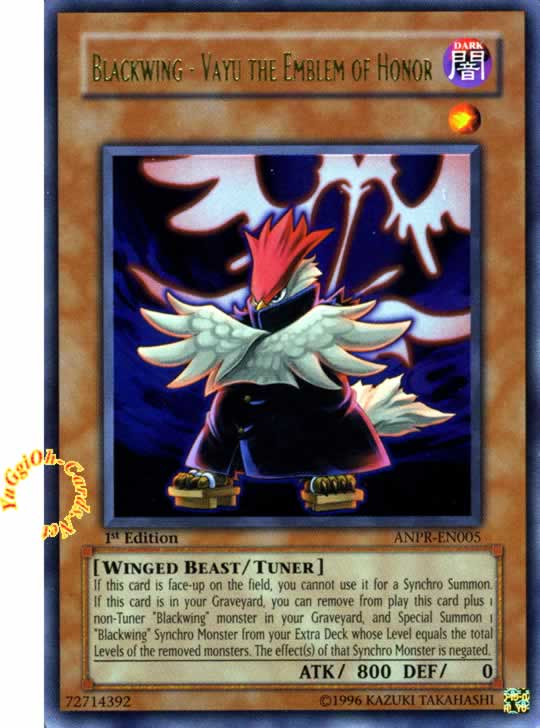 BLACKWING - VAYU THE EMBLEM OF HONOR
DARK
闇
YuGgiOh-Cards.Net
1st Edition
ANPR-EN005
[WINGED BEAST/TUNER]
If this card is face-up on the field, you cannot use it for a Synchro Summon.
If this card is in your Graveyard, you can remove from play this card plus 1
non-Tuner "Blackwing" monster in your Graveyard, and Special Summon 1
"Blackwing" Synchro Monster from your Extra Deck whose Level equals the total
Levels of the removed monsters. The effect(s) of that Synchro Monster is negated.
ATK/ 800 DEF/ 0
72714392
©1996 KAZUKI TAKAHASHI